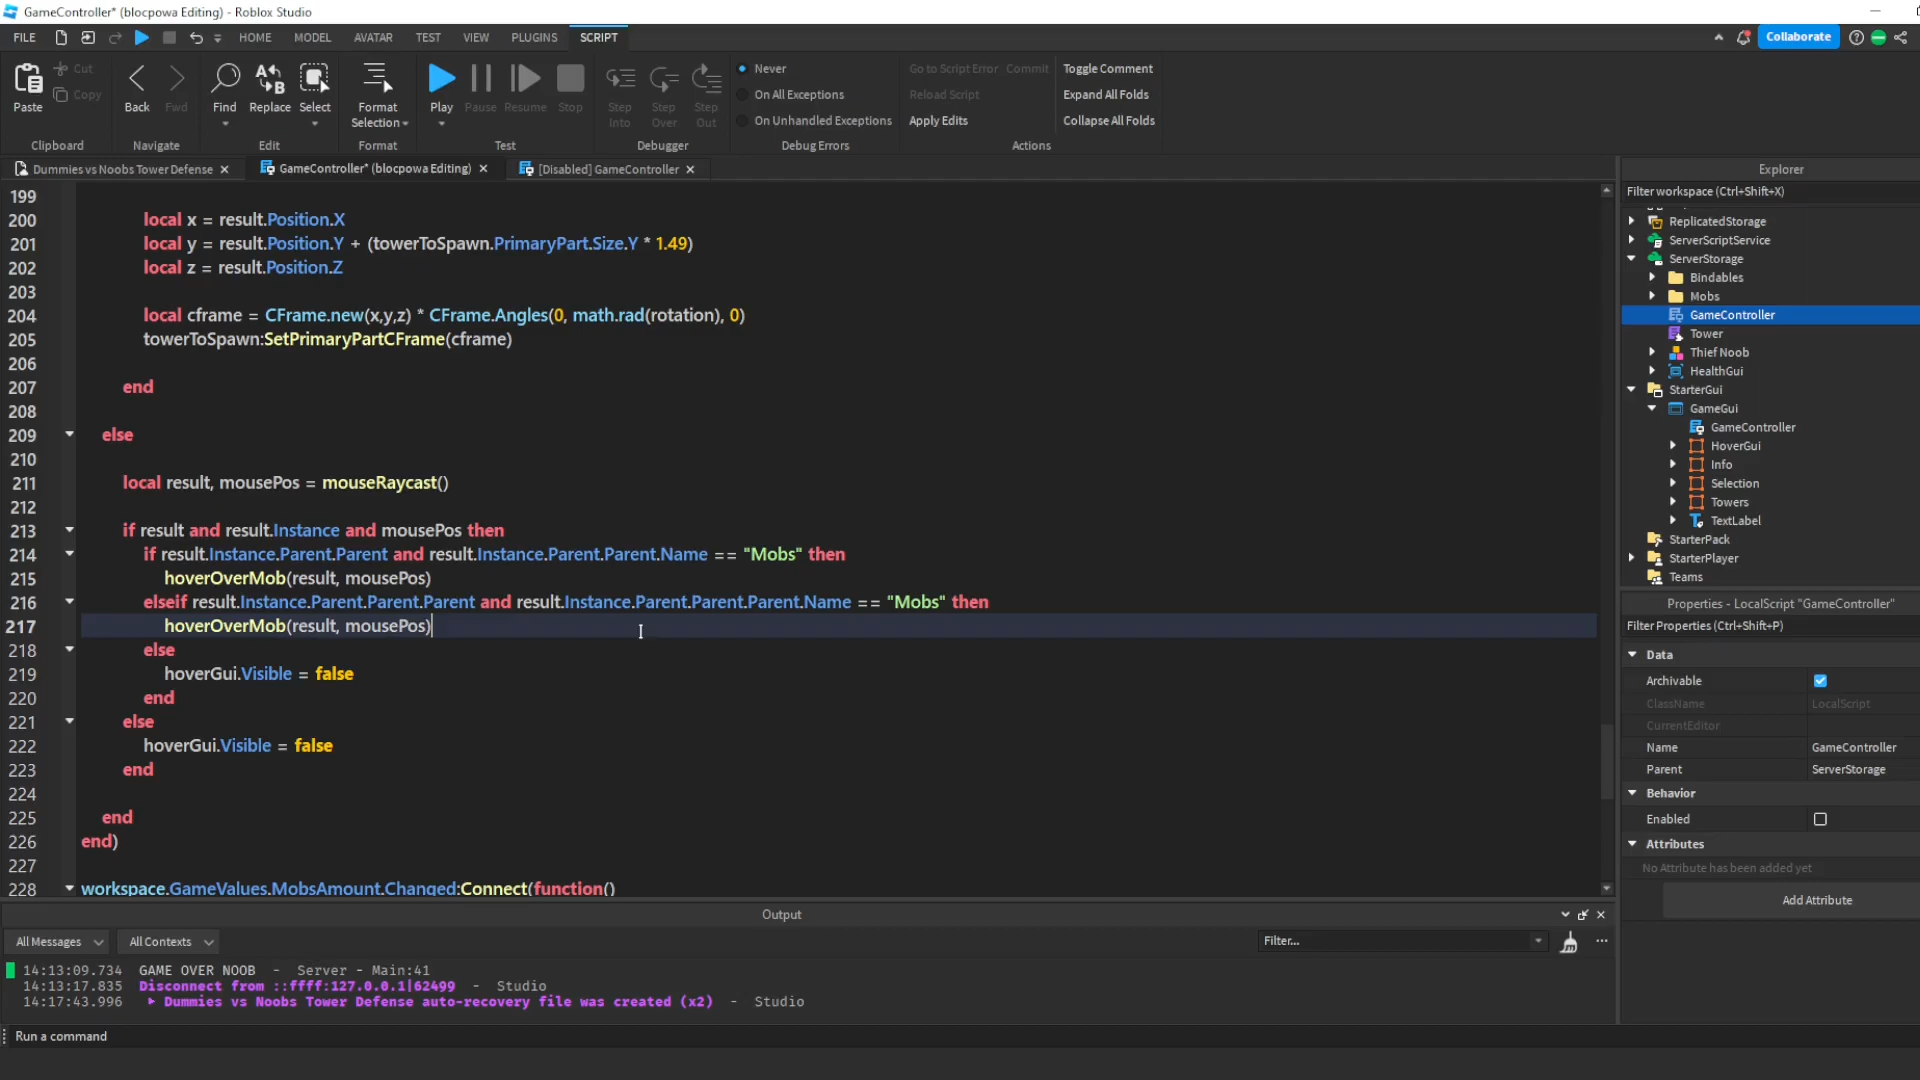 GameController* (blocpowa Editing) - Roblox Studio
FILE HOME MODEL AVATAR TEST VIEW PLUGINS SCRIPT Collaborate
Cut
Copy
Paste
Back
Fwd
Find
Replace
Select
Format
Selection
Play
Pause
Resume
Stop
Step
Into
Step
Over
Step
Out
Never
On All Exceptions
On Unhandled Exceptions
Go to Script Error Commit
Reload Script
Apply Edits
Toggle Comment
Expand All Folds
Collapse All Folds
Clipboard Navigate Edit Format Test Debugger Debug Errors Actions
Dummies vs Noobs Tower Defense
GameController* (blocpowa Editing)
[Disabled] GameController
199
200 local x = result.Position.X
201 local y = result.Position.Y + (towerToSpawn.PrimaryPart.Size.Y * 1.49)
202 local z = result.Position.Z
203
204 local cframe = CFrame.new(x,y,z) * CFrame.Angles(0, math.rad(rotation), 0)
205 towerToSpawn:SetPrimaryPartCFrame(cframe)
206
207 end
208
209 else
210
211 local result, mousePos = mouseRaycast()
212
213 if result and result.Instance and mousePos then
214 if result.Instance.Parent.Parent and result.Instance.Parent.Parent.Name == "Mobs" then
215 hoverOverMob(result, mousePos)
216 elseif result.Instance.Parent.Parent.Parent and result.Instance.Parent.Parent.Parent.Name == "Mobs" then
217 hoverOverMob(result, mousePos)
218 else
219 hoverGui.Visible = false
220 end
221 else
222 hoverGui.Visible = false
223 end
224
225 end
226 end)
227
228 workspace.GameValues.MobsAmount.Changed:Connect(function()
Explorer
Filter workspace (Ctrl+Shift+X)
ReplicatedStorage
ServerScriptService
ServerStorage
Bindables
Mobs
GameController
Tower
Thief Noob
HealthGui
StarterGui
GameGui
GameController
HoverGui
Info
Selection
Towers
TextLabel
StarterPack
StarterPlayer
Teams
Properties - LocalScript "GameController"
Filter Properties (Ctrl+Shift+P)
Data
Archivable
ClassName LocalScript
CurrentEditor
Name GameController
Parent ServerStorage
Behavior
Enabled
Attributes
No Attribute has been added yet
Add Attribute
Output
All Messages All Contexts Filter...
14:13:09.734 GAME OVER NOOB - Server - Main:41
14:13:17.835 Disconnect from ::ffff:127.0.0.1|62499 - Studio
14:17:43.996 Dummies vs Noobs Tower Defense auto-recovery file was created (x2) - Studio
Run a command